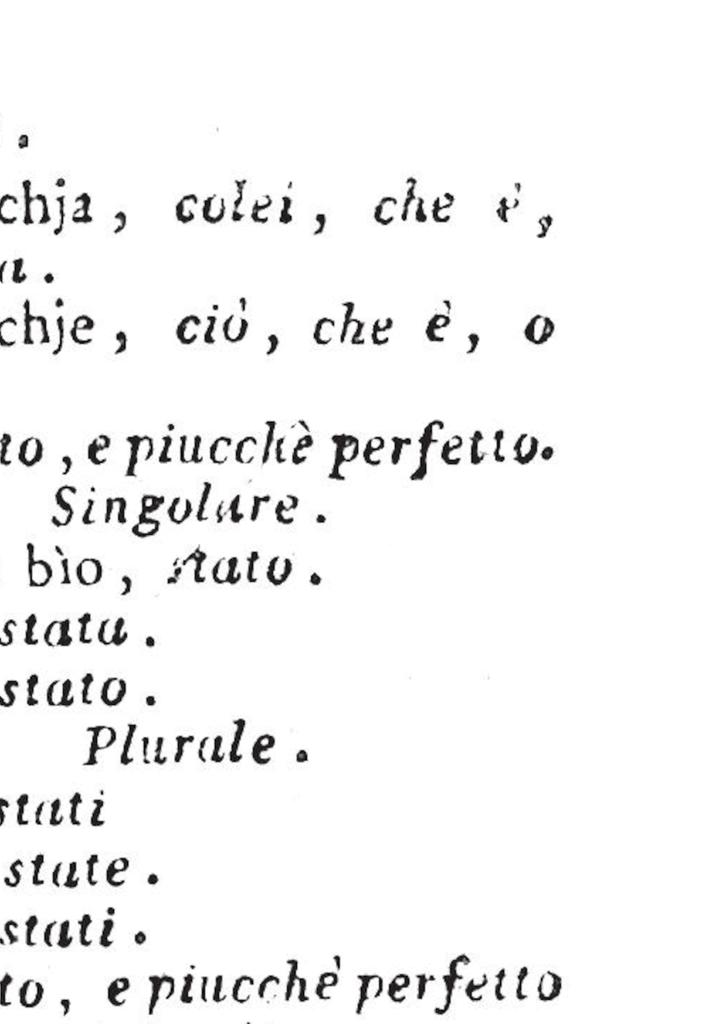 .
chja, colei, che è,
a.
chje, ciò, che è, o
to, e piucchè perfetto.
Singolare.
bìo, stato.
stata.
stato.
Plurale.
stati
state.
stati.
to, e piucchè perfetto